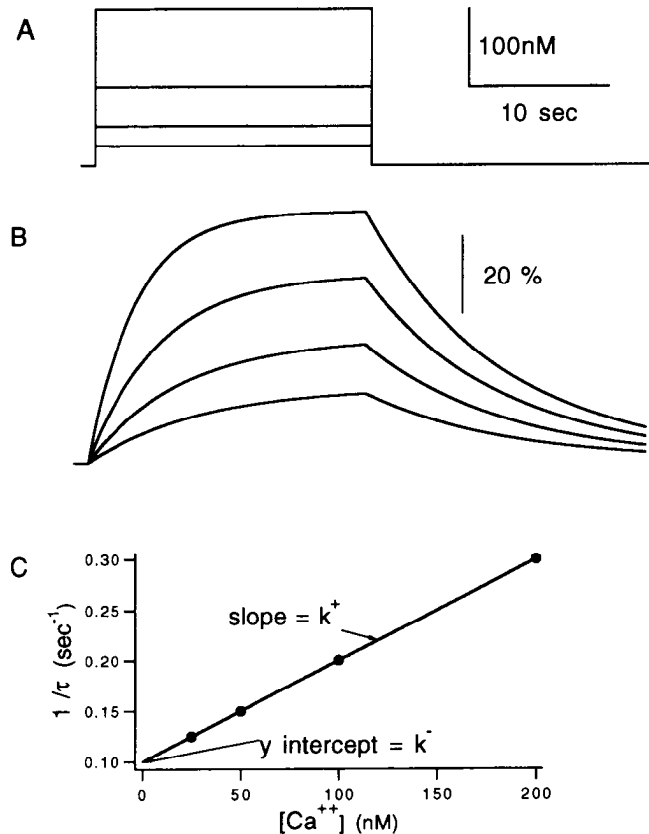 A
100nM
10 sec
B
20 %
C
0.30
0.25
0.20
0.15
0.10
1/τ (sec⁻¹)
slope = k⁺
y intercept = k⁻
0 50 100 150 200
[Ca⁺⁺] (nM)